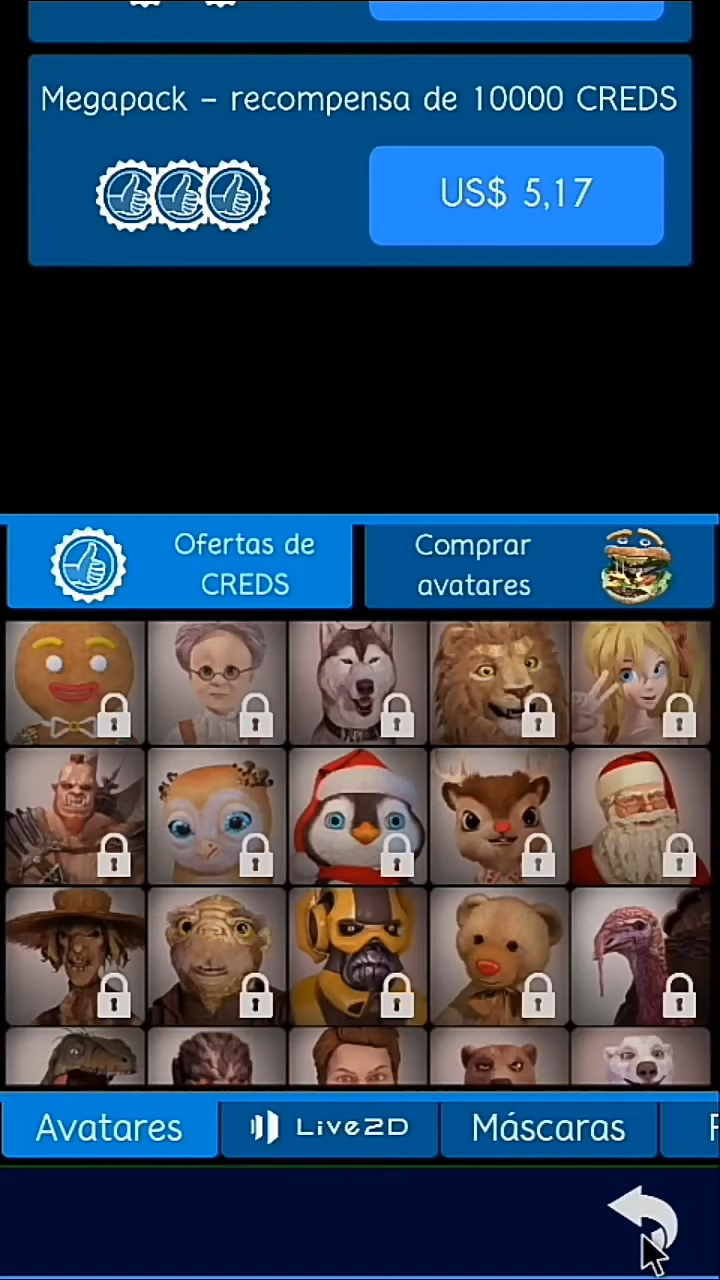 Megapack – recompensa de 10000 CREDS
US$ 5,17
Ofertas de
CREDS
Comprar
avatares
Avatares
Live2D
Máscaras